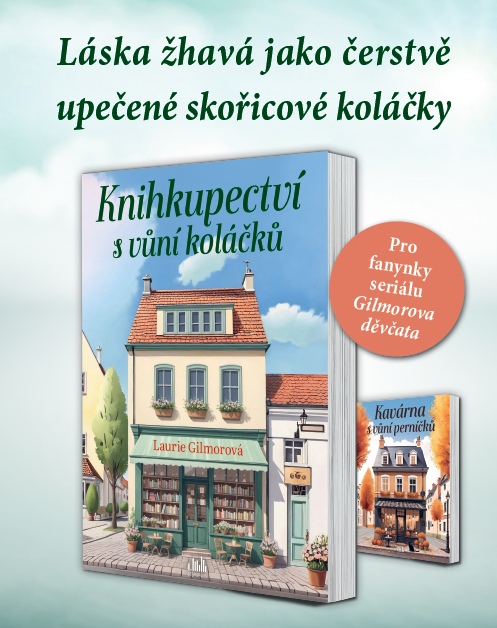 Láska žhavá jako čerstvě
upečené skořicové koláčky
Knihkupectví
s vůní koláčků
Pro
fanynky
seriálu
Gilmorova
děvčata
Laurie Gilmorová
Kavárna
s vůní perníčků